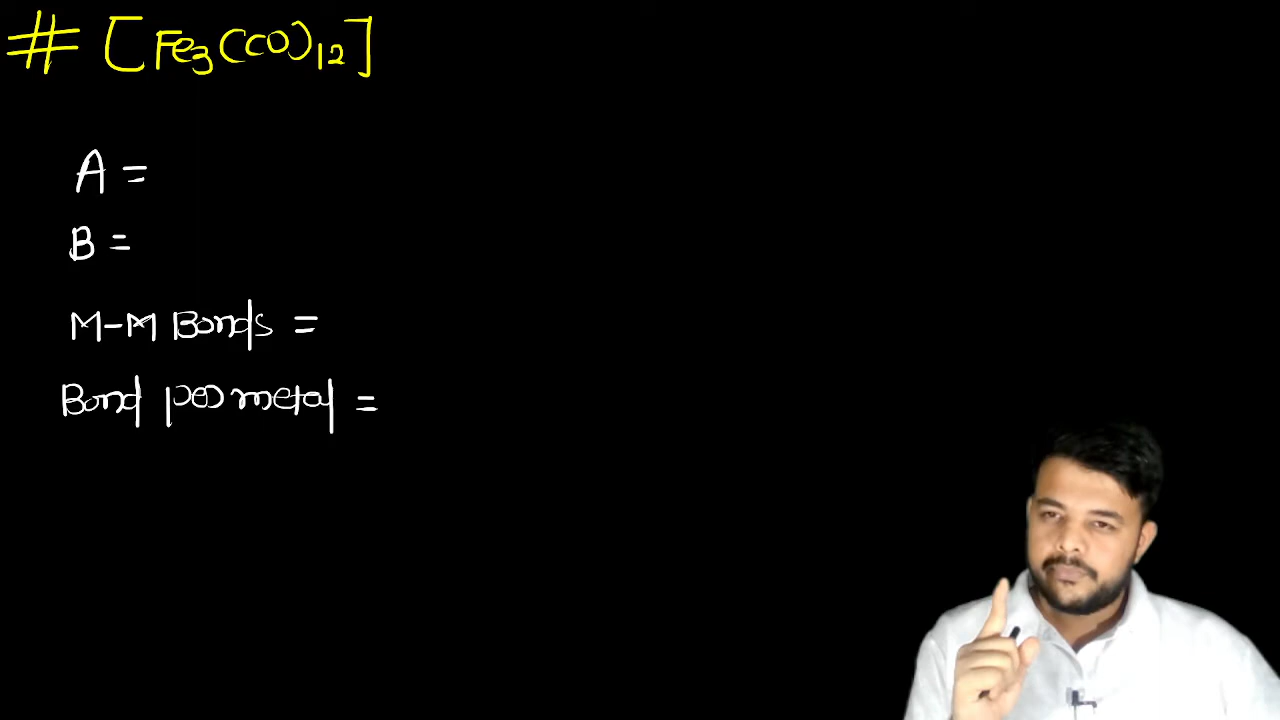 # [Fe3(CO)12]
A =
B =
M-M Bonds =
Bond per metal =